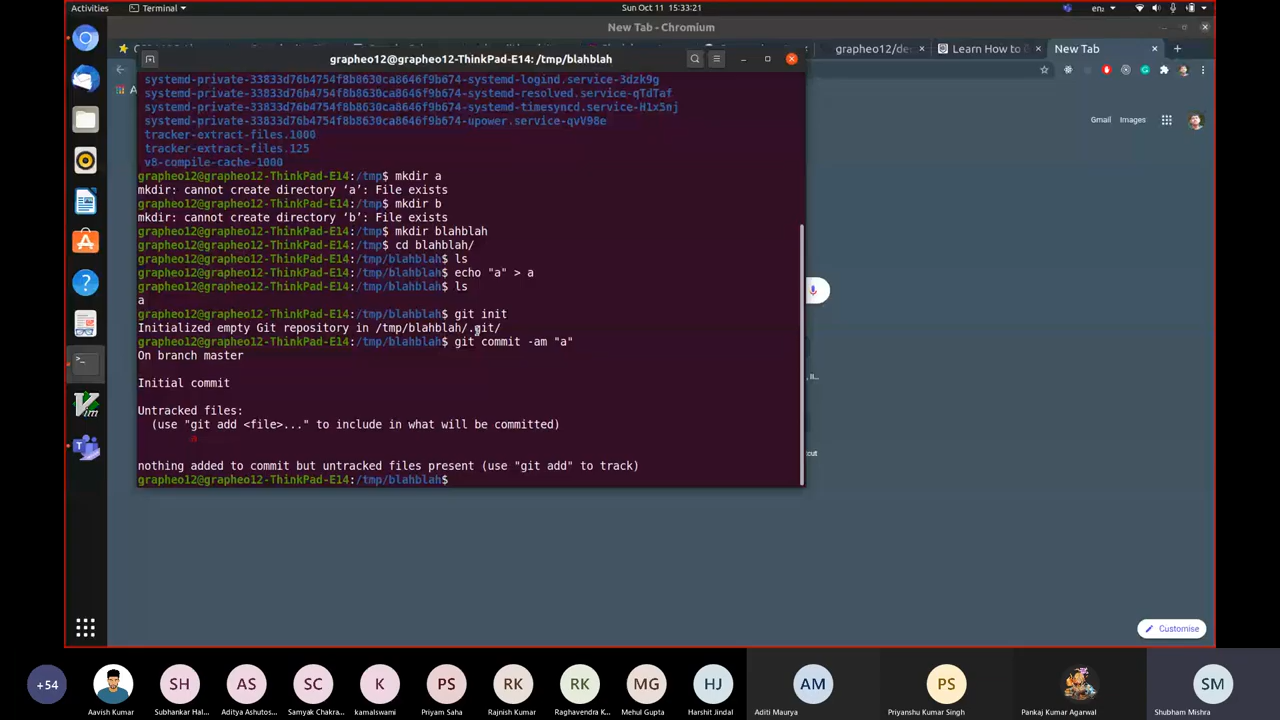 Activities
Terminal
Sun Oct 11 15:33:21
en₂
New Tab - Chromium
grapheo12@grapheo12-ThinkPad-E14: /tmp/blahblah
grapheo12/de
Learn How to
New Tab
Gmail
Images
systemd-private-33833d76b4754f8b8630ca8646f9b674-systemd-logind.service-3dzk9g
systemd-private-33833d76b4754f8b8630ca8646f9b674-systemd-resolved.service-qTdTaf
systemd-private-33833d76b4754f8b8630ca8646f9b674-systemd-timesyncd.service-H1x5nj
systemd-private-33833d76b4754f8b8630ca8646f9b674-upower.service-qvV98e
tracker-extract-files.1000
tracker-extract-files.125
v8-compile-cache-1000
grapheo12@grapheo12-ThinkPad-E14:/tmp$ mkdir a
mkdir: cannot create directory ‘a’: File exists
grapheo12@grapheo12-ThinkPad-E14:/tmp$ mkdir b
mkdir: cannot create directory ‘b’: File exists
grapheo12@grapheo12-ThinkPad-E14:/tmp$ mkdir blahblah
grapheo12@grapheo12-ThinkPad-E14:/tmp$ cd blahblah/
grapheo12@grapheo12-ThinkPad-E14:/tmp/blahblah$ ls
grapheo12@grapheo12-ThinkPad-E14:/tmp/blahblah$ echo "a" > a
grapheo12@grapheo12-ThinkPad-E14:/tmp/blahblah$ ls
a
grapheo12@grapheo12-ThinkPad-E14:/tmp/blahblah$ git init
Initialized empty Git repository in /tmp/blahblah/.git/
grapheo12@grapheo12-ThinkPad-E14:/tmp/blahblah$ git commit -am "a"
On branch master
Initial commit
Untracked files:
(use "git add <file>..." to include in what will be committed)
a
nothing added to commit but untracked files present (use "git add" to track)
grapheo12@grapheo12-ThinkPad-E14:/tmp/blahblah$
Customise
+54
SH
AS
SC
K
PS
RK
RK
MG
HJ
AM
PS
SM
Aavish Kumar
Subhankar Hal...
Aditya Ashutos...
Samyak Chakra...
kamalswami
Priyam Saha
Rajnish Kumar
Raghavendra K...
Mehul Gupta
Harshit Jindal
Aditi Maurya
Priyanshu Kumar Singh
Pankaj Kumar Agarwal
Shubham Mishra